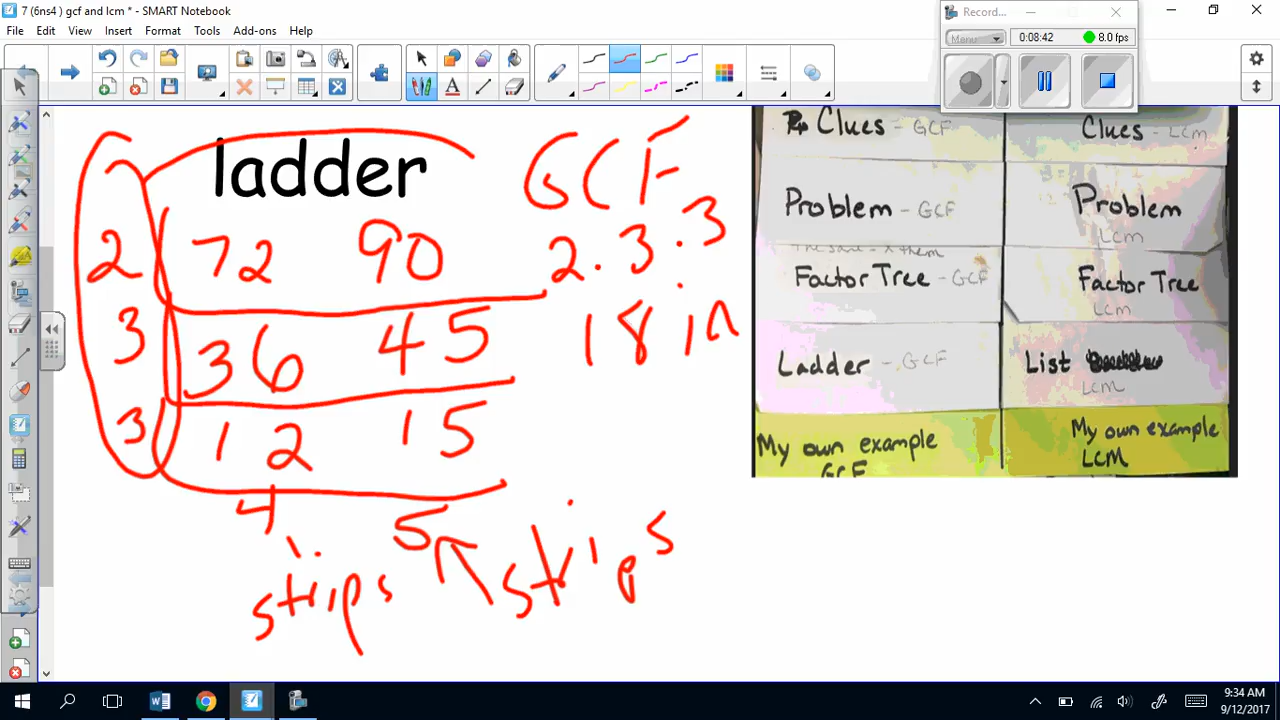 7 (6ns4) gcf and lcm * - SMART Notebook
File Edit View Insert Format Tools Add-ons Help
Record...
Menu
0:08:42
8.0 fps
ladder
GCF
2 72 90
2 . 3 . 3
3 36 45
18 in
3 12 15
4 5
strips
strips
Clues - GCF
Clues - LCM
Problem - GCF
Problem
LCM
The same - x them
Factor Tree - GCF
Factor Tree
LCM
Ladder - GCF
List
LCM
My own example
GCF
My own example
LCM
9:34 AM
9/12/2017